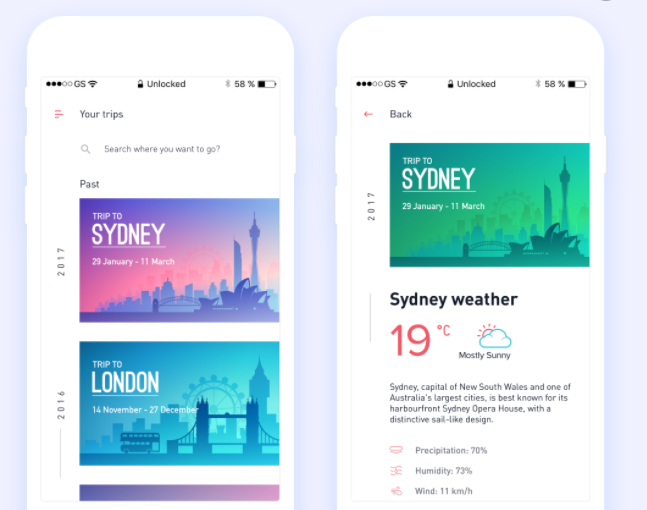 GS
Unlocked
58 %
Your trips
Search where you want to go?
Past
2017
TRIP TO
SYDNEY
29 January - 11 March
2016
TRIP TO
LONDON
14 November - 27 December
GS
Unlocked
58 %
Back
2017
TRIP TO
SYDNEY
29 January - 11 March
Sydney weather
19 °C
Mostly Sunny
Sydney, capital of New South Wales and one of
Australia's largest cities, is best known for its
harbourfront Sydney Opera House, with a
distinctive sail-like design.
Precipitation: 70%
Humidity: 73%
Wind: 11 km/h